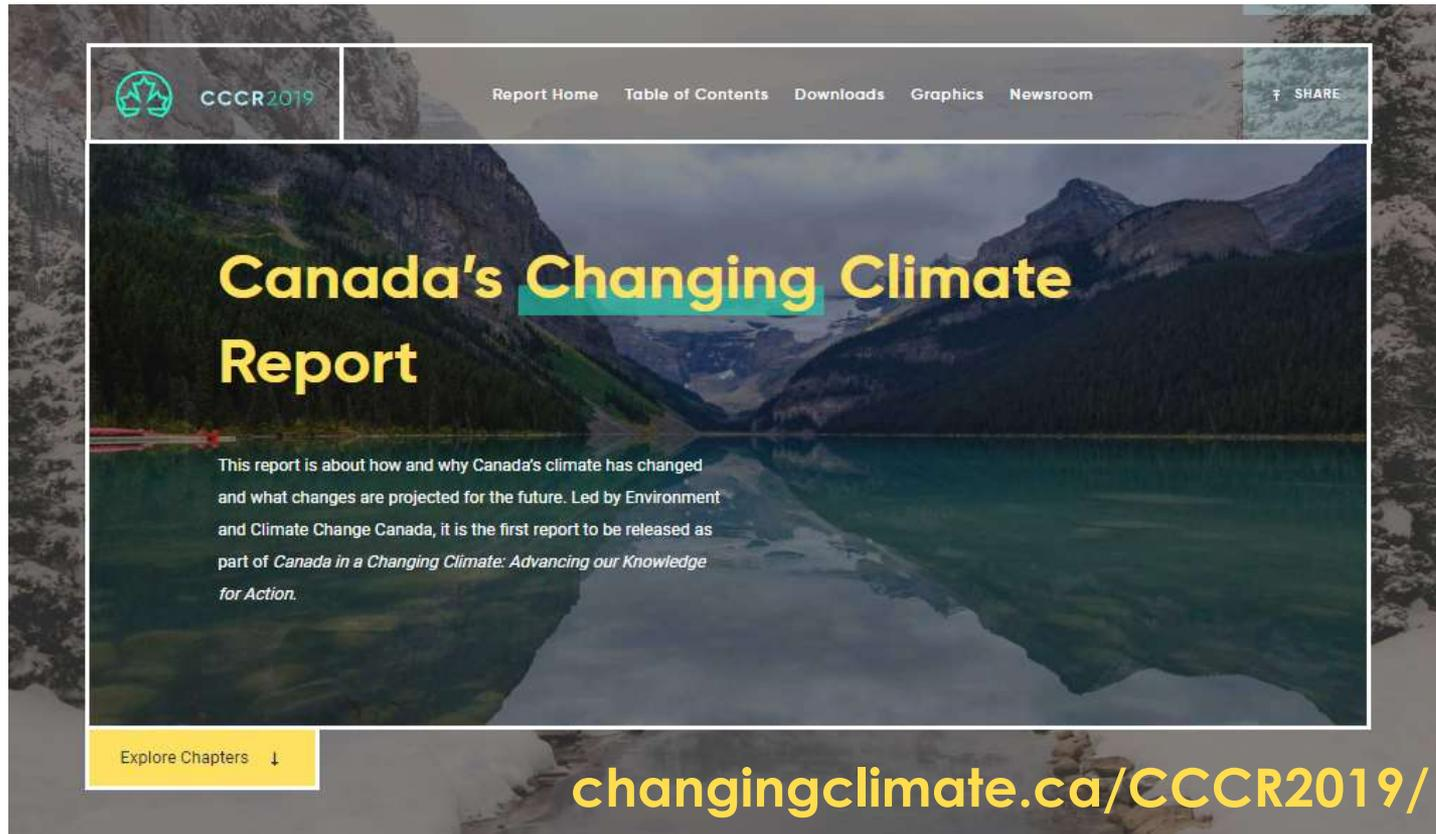 CCCR2019
Report Home Table of Contents Downloads Graphics Newsroom
SHARE
Canada's Changing Climate
Report
This report is about how and why Canada's climate has changed
and what changes are projected for the future. Led by Environment
and Climate Change Canada, it is the first report to be released as
part of Canada in a Changing Climate: Advancing our Knowledge
for Action.
Explore Chapters
changingclimate.ca/CCCR2019/